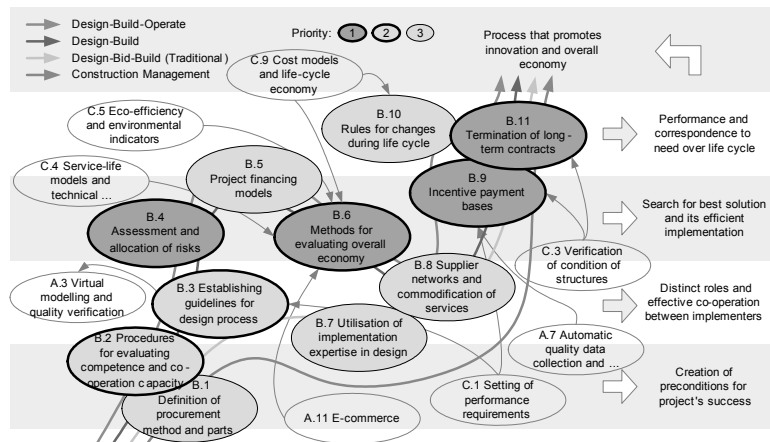 Design-Build-Operate
Design-Build
Design-Bid-Build (Traditional)
Construction Management
Priority:
1
2
3
Process that promotes
innovation and overall
economy
C.9 Cost models
and life-cycle
economy
C.5 Eco-efficiency
and environmental
indicators
B.10
Rules for changes
during life cycle
B.11
Termination of long-
term contracts
Performance and
correspondence to
need over life cycle
C.4 Service-life
models and
technical ...
B.5
Project financing
models
B.9
Incentive payment
bases
B.4
Assessment and
allocation of risks
B.6
Methods for
evaluating overall
economy
Search for best solution
and its efficient
implementation
C.3 Verification
of condition of
structures
A.3 Virtual
modelling and
quality verification
B.3 Establishing
guidelines for
design process
B.8 Supplier
networks and
commodification of
services
Distinct roles and
effective co-operation
between implementers
B.7 Utilisation of
implementation
expertise in design
A.7 Automatic
quality data
collection and ...
B.2 Procedures
for evaluating
competence and co-
operation capacity
B.1
Definition of
procurement
method and parts
A.11 E-commerce
C.1 Setting of
performance
requirements
Creation of
preconditions for
project's success